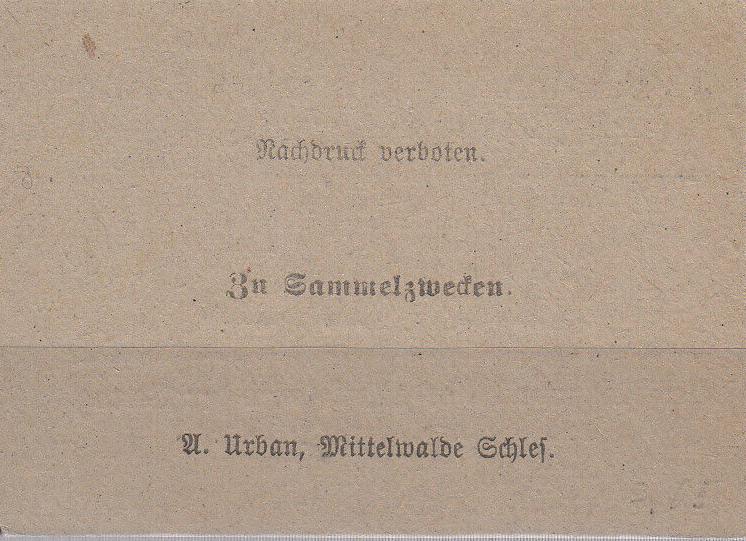 Nachdruck verboten.
Zu Sammelzwecken.
A. Urban, Mittelwalde Schles.